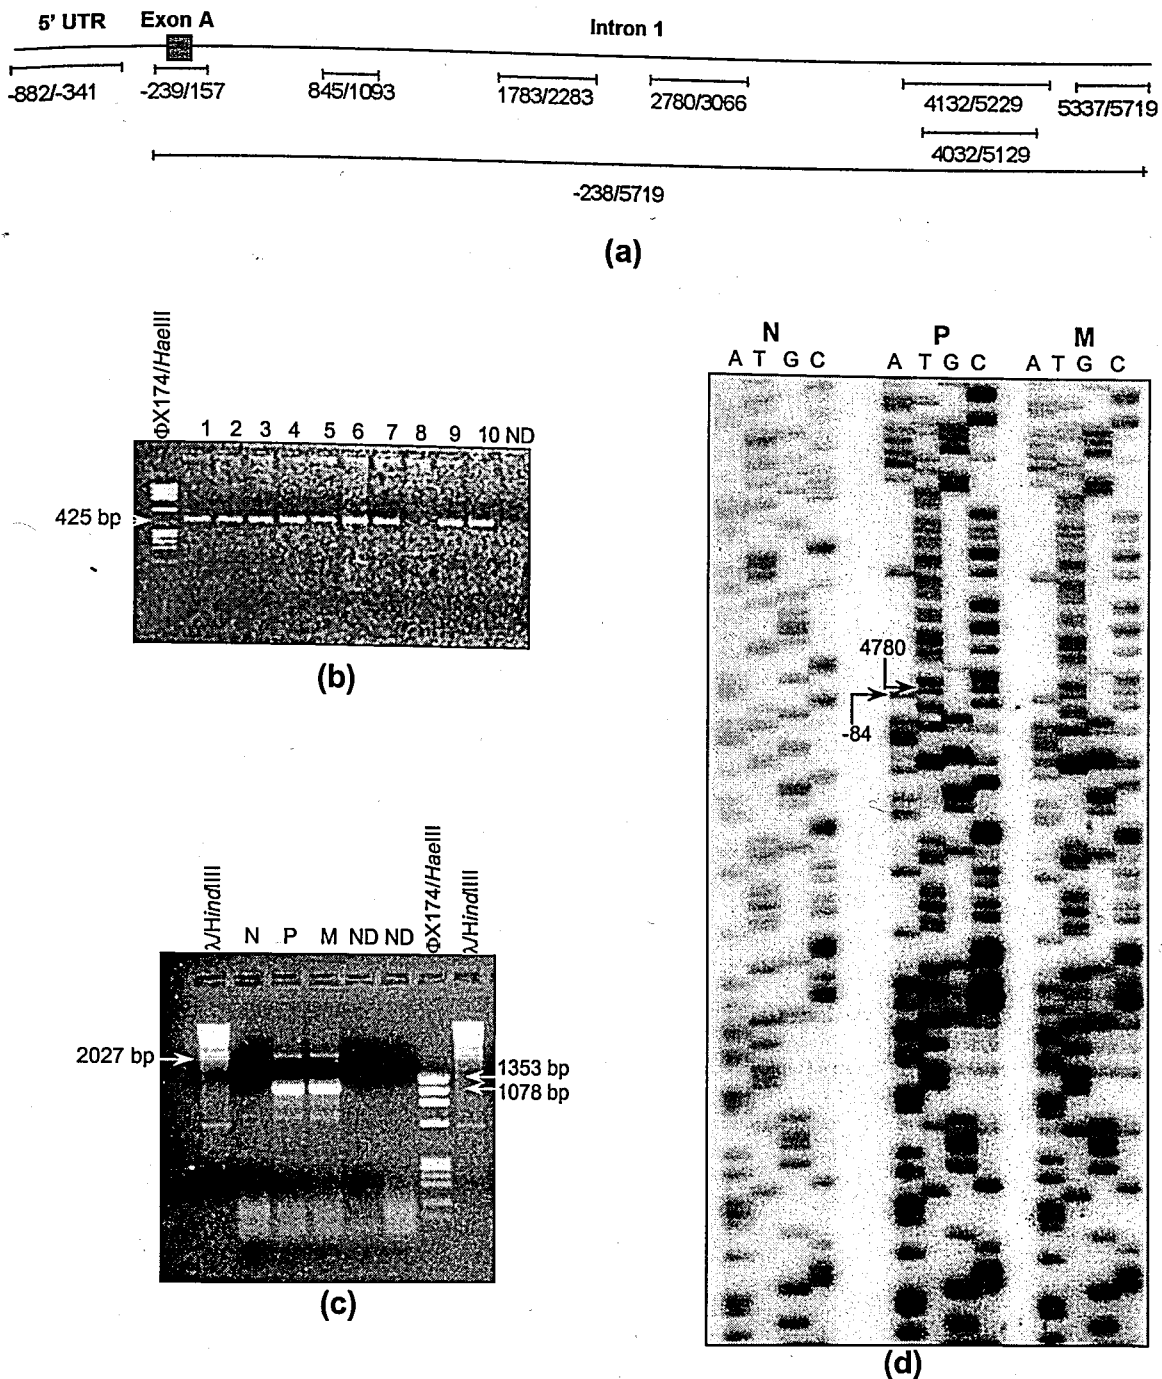 5' UTR Exon A Intron 1
-882/-341 -239/157 845/1093 1783/2283 2780/3066 4132/5229 5337/5719
4032/5129
-238/5719
(a)
ΦX174/HaeIII
1 2 3 4 5 6 7 8 9 10 ND
425 bp
(b)
λ/HindIII N P M ND ND ΦX174/HaeIII λ/HindIII
2027 bp
1353 bp
1078 bp
(c)
N P M
A T G C A T G C A T G C
4780
-84
(d)